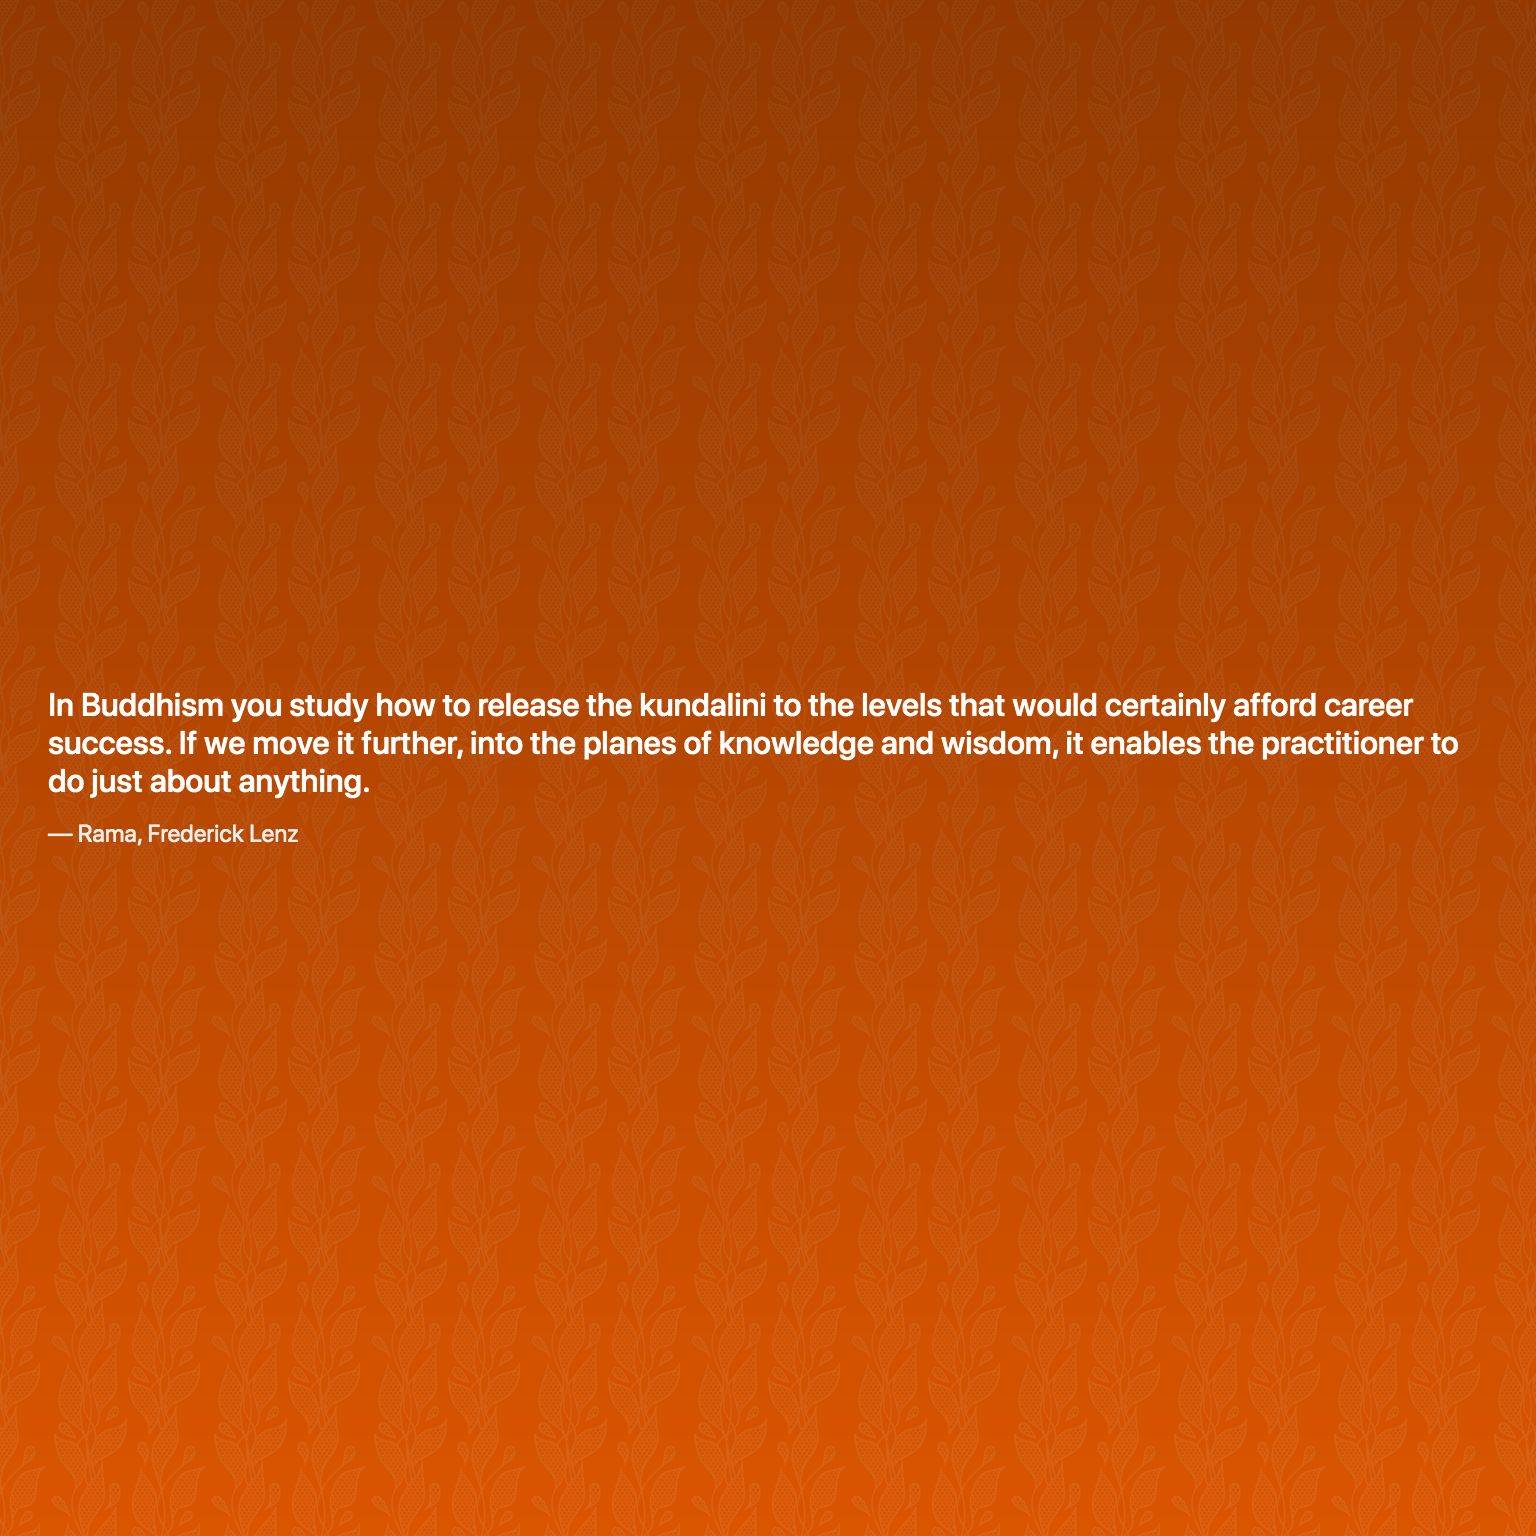 In Buddhism you study how to release the kundalini to the levels that would certainly afford career
success. If we move it further, into the planes of knowledge and wisdom, it enables the practitioner to
do just about anything.
— Rama, Frederick Lenz